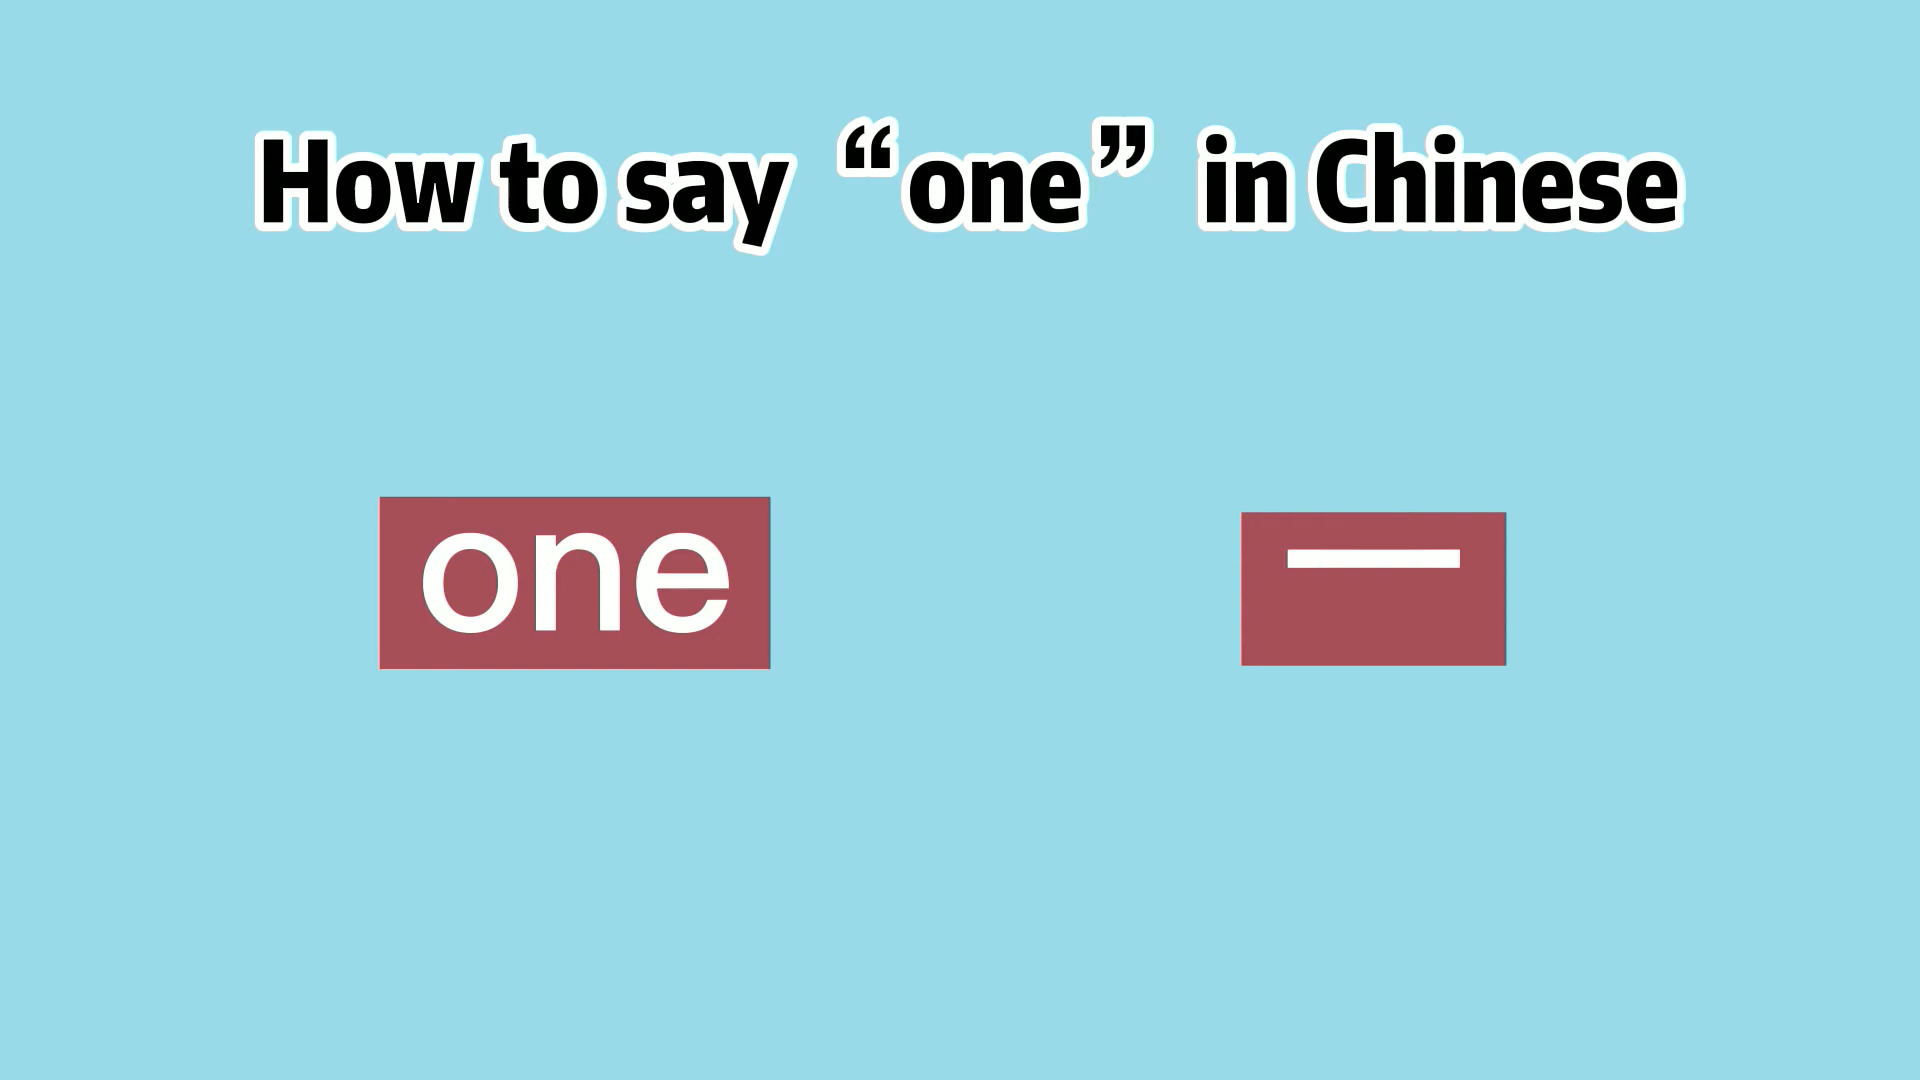 How to say “one” in Chinese
one
一